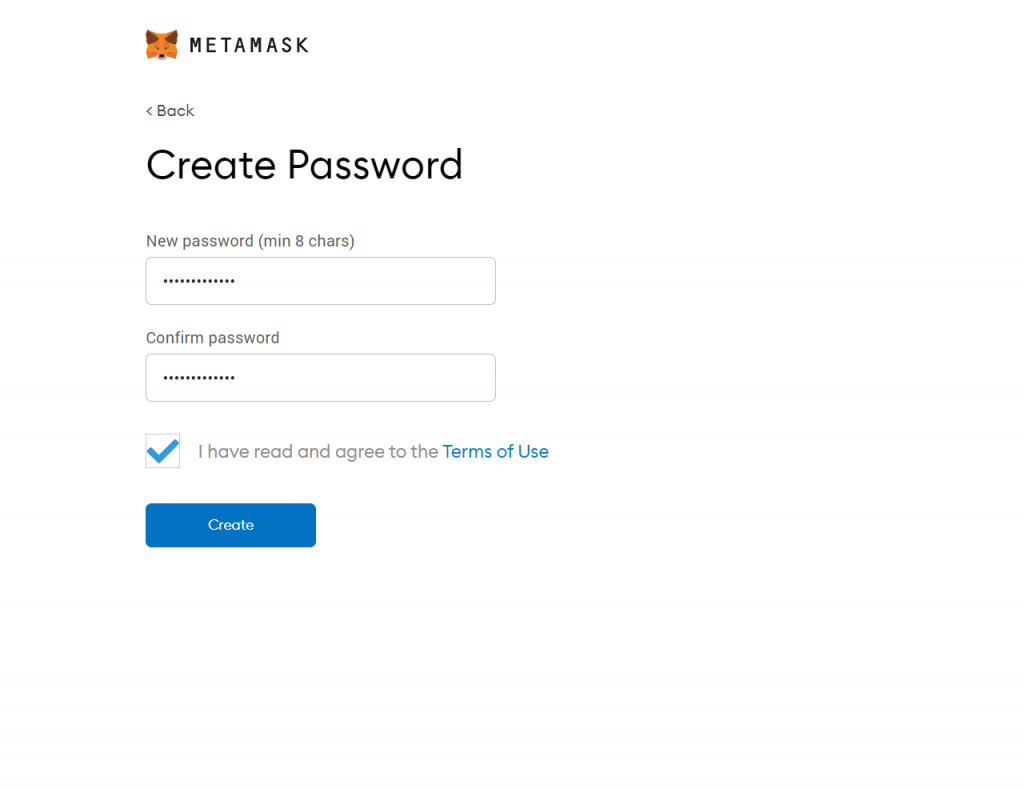 METAMASK
< Back
Create Password
New password (min 8 chars)
•••••••••••••
Confirm password
•••••••••••••
I have read and agree to the Terms of Use
Create